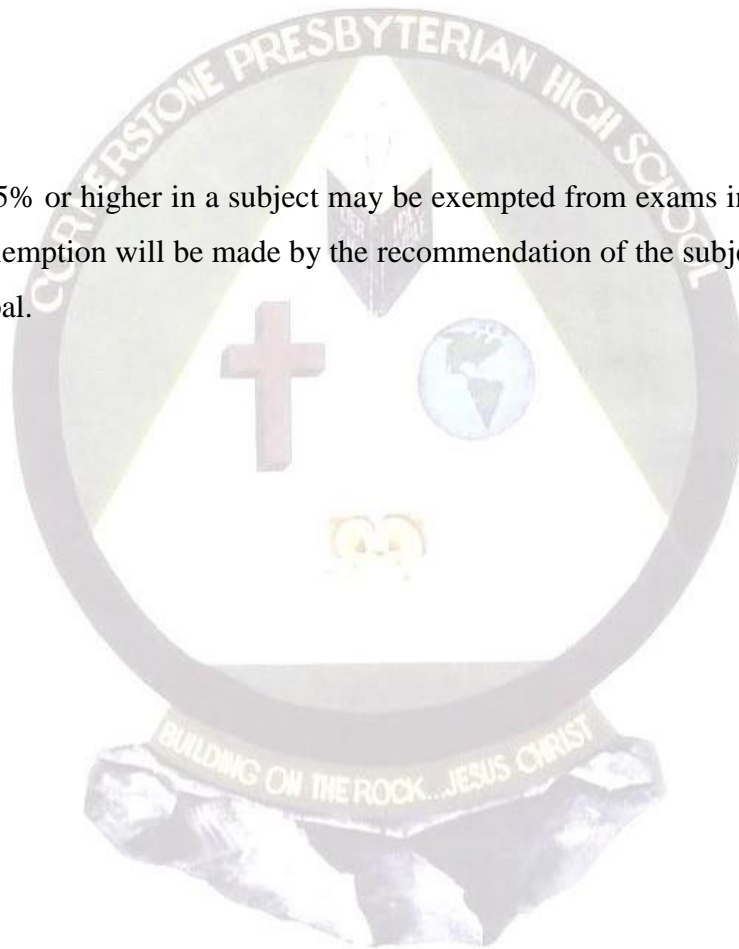 CORNERSTONE PRESBYTERIAN HIGH SCHOOL
5% or higher in a subject may be exempted from exams in
emption will be made by the recommendation of the subje
pal.
BUILDING ON THE ROCK...JESUS CHRIST